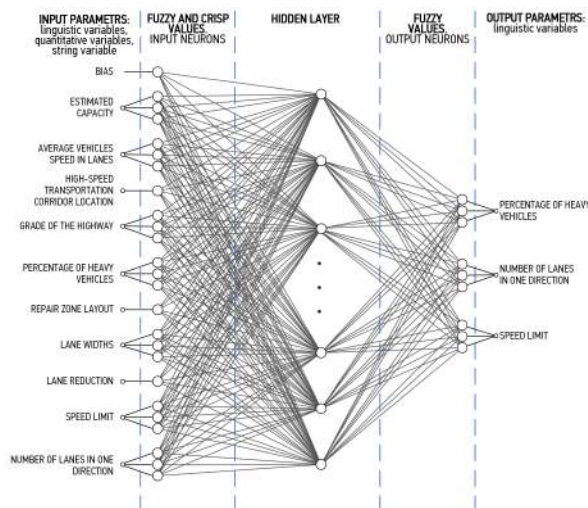 INPUT PARAMETRS:
linguistic variables,
quantitative variables,
string variable
FUZZY AND CRISP
VALUES.
INPUT NEURONS
HIDDEN LAYER
FUZZY
VALUES.
OUTPUT NEURONS
OUTPUT PARAMETRS:
linguistic variables
BIAS
ESTIMATED
CAPACITY
AVERAGE VEHICLES
SPEED IN LANES
HIGH-SPEED
TRANSPORTATION
CORRIDOR LOCATION
GRADE OF THE HIGHWAY
PERCENTAGE OF HEAVY
VEHICLES
REPAIR ZONE LAYOUT
LANE WIDTHS
LANE REDUCTION
SPEED LIMIT
NUMBER OF LANES IN ONE
DIRECTION
PERCENTAGE OF HEAVY
VEHICLES
NUMBER OF LANES
IN ONE DIRECTION
SPEED LIMIT